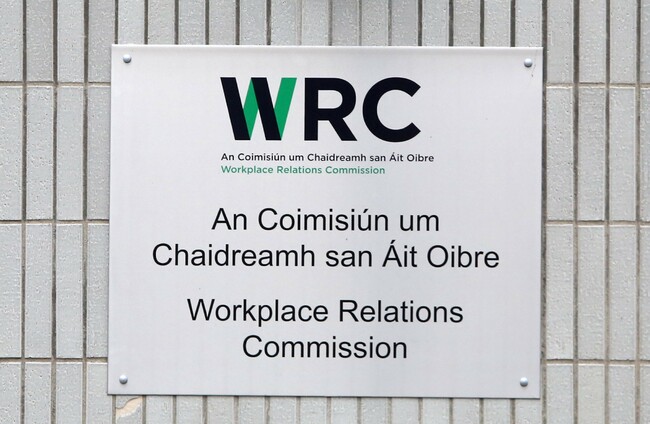 WRC
An Coimisiún um Chaidreamh san Áit Oibre
Workplace Relations Commission
An Coimisiún um
Chaidreamh san Áit Oibre
Workplace Relations
Commission